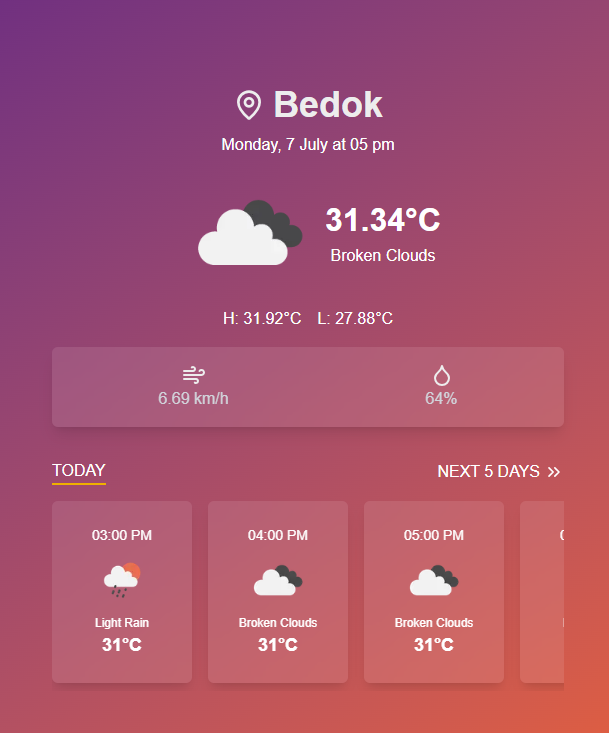 Bedok
Monday, 7 July at 05 pm
31.34°C
Broken Clouds
H: 31.92°C L: 27.88°C
6.69 km/h 64%
TODAY NEXT 5 DAYS
03:00 PM 04:00 PM 05:00 PM
Light Rain Broken Clouds Broken Clouds
31°C 31°C 31°C